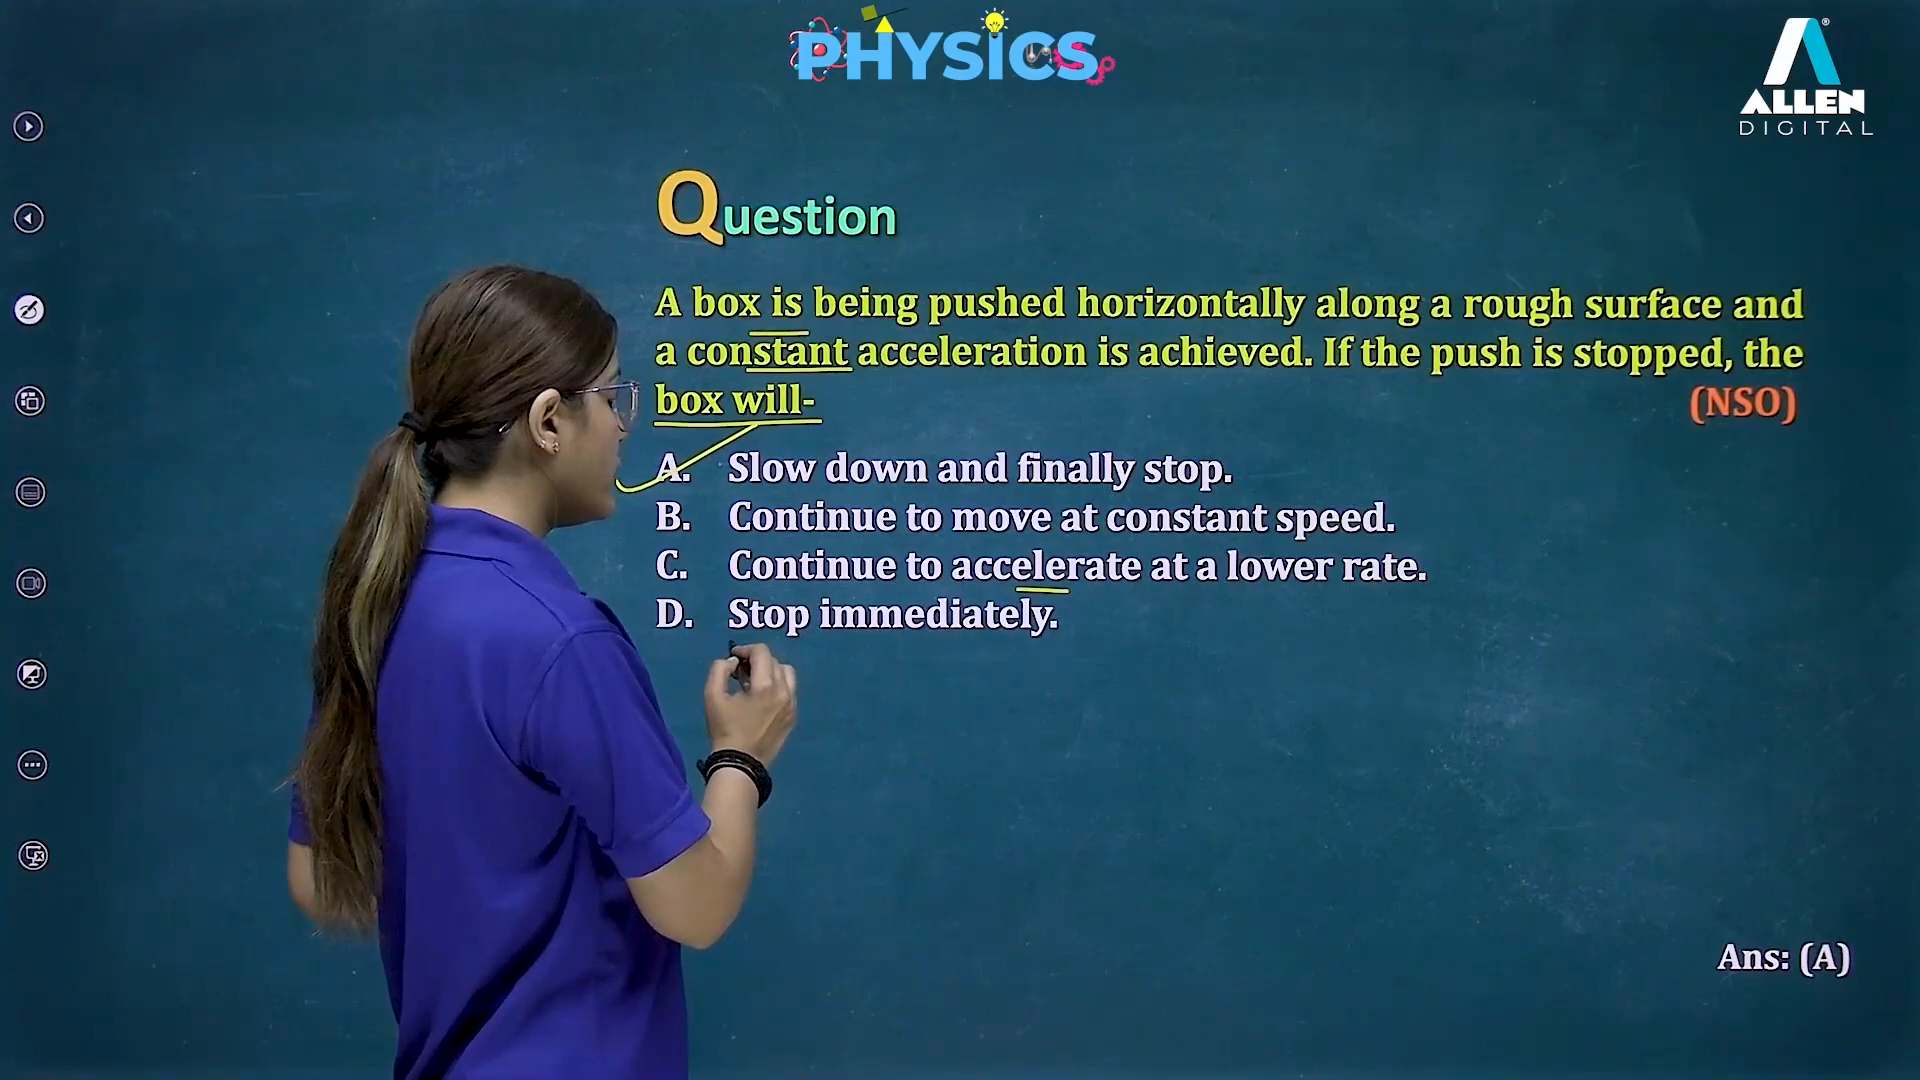 PHYSICS
ALLEN
DIGITAL
Question
A box is being pushed horizontally along a rough surface and
a constant acceleration is achieved. If the push is stopped, the
box will-
(NSO)
A. Slow down and finally stop.
B. Continue to move at constant speed.
C. Continue to accelerate at a lower rate.
D. Stop immediately.
Ans: (A)